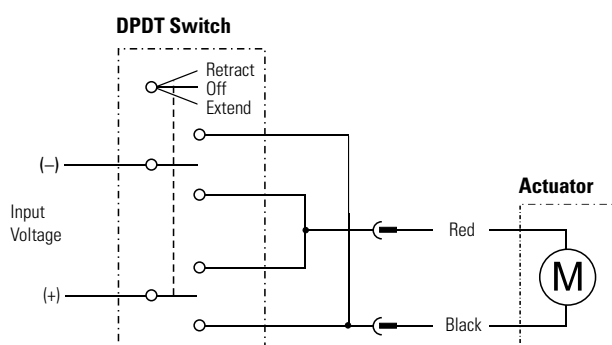 DPDT Switch
Retract
Off
Extend
(–)
Input
Voltage
(+)
Red
Black
Actuator
M